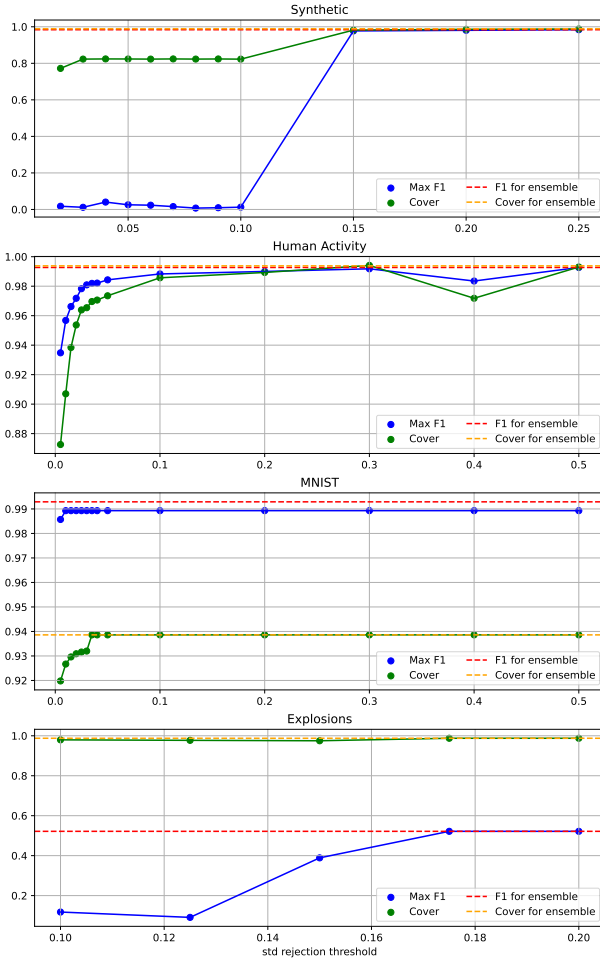 Synthetic
1.0
0.8
0.6
0.4
0.2
0.0
Max F1
F1 for ensemble
Cover
Cover for ensemble
0.05
0.10
0.15
0.20
0.25
Human Activity
1.00
0.98
0.96
0.94
0.92
0.90
0.88
Max F1
F1 for ensemble
Cover
Cover for ensemble
0.0
0.1
0.2
0.3
0.4
0.5
MNIST
0.99
0.98
0.97
0.96
0.95
0.94
0.93
0.92
Max F1
F1 for ensemble
Cover
Cover for ensemble
0.0
0.1
0.2
0.3
0.4
0.5
Explosions
1.0
0.8
0.6
0.4
0.2
Max F1
F1 for ensemble
Cover
Cover for ensemble
0.10
0.12
0.14
0.16
0.18
0.20
std rejection threshold